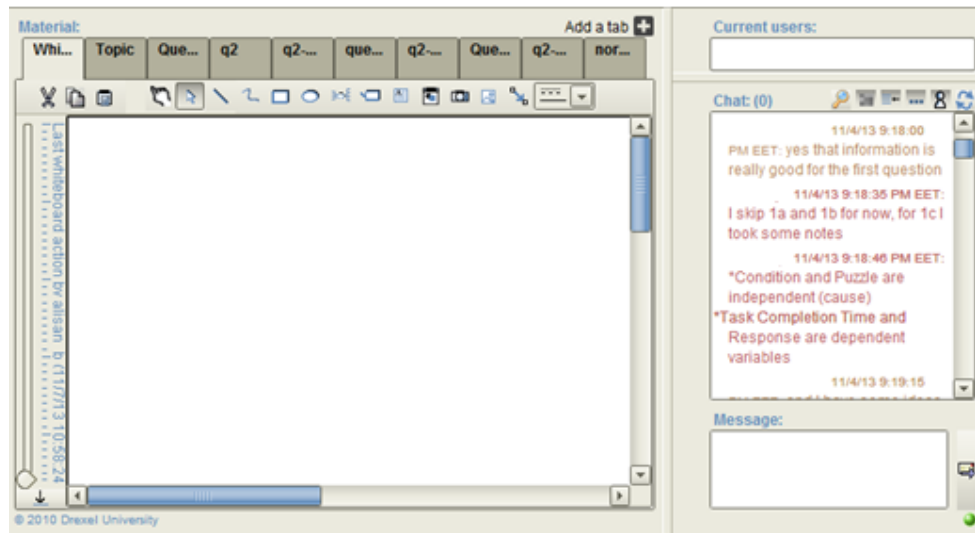 Material:
Add a tab
Whi... Topic Que... q2 q2-... que... q2-... Que... q2-... nor...
Last whiteboard action by alisan_b (11/7/13 10:58:24
© 2010 Drexel University
Current users:
Chat: (0)
11/4/13 9:18:00
PM EET: yes that information is
really good for the first question
11/4/13 9:18:35 PM EET:
I skip 1a and 1b for now, for 1c I
took some notes
11/4/13 9:18:46 PM EET:
*Condition and Puzzle are
independent (cause)
*Task Completion Time and
Response are dependent
variables
11/4/13 9:19:15
Message: